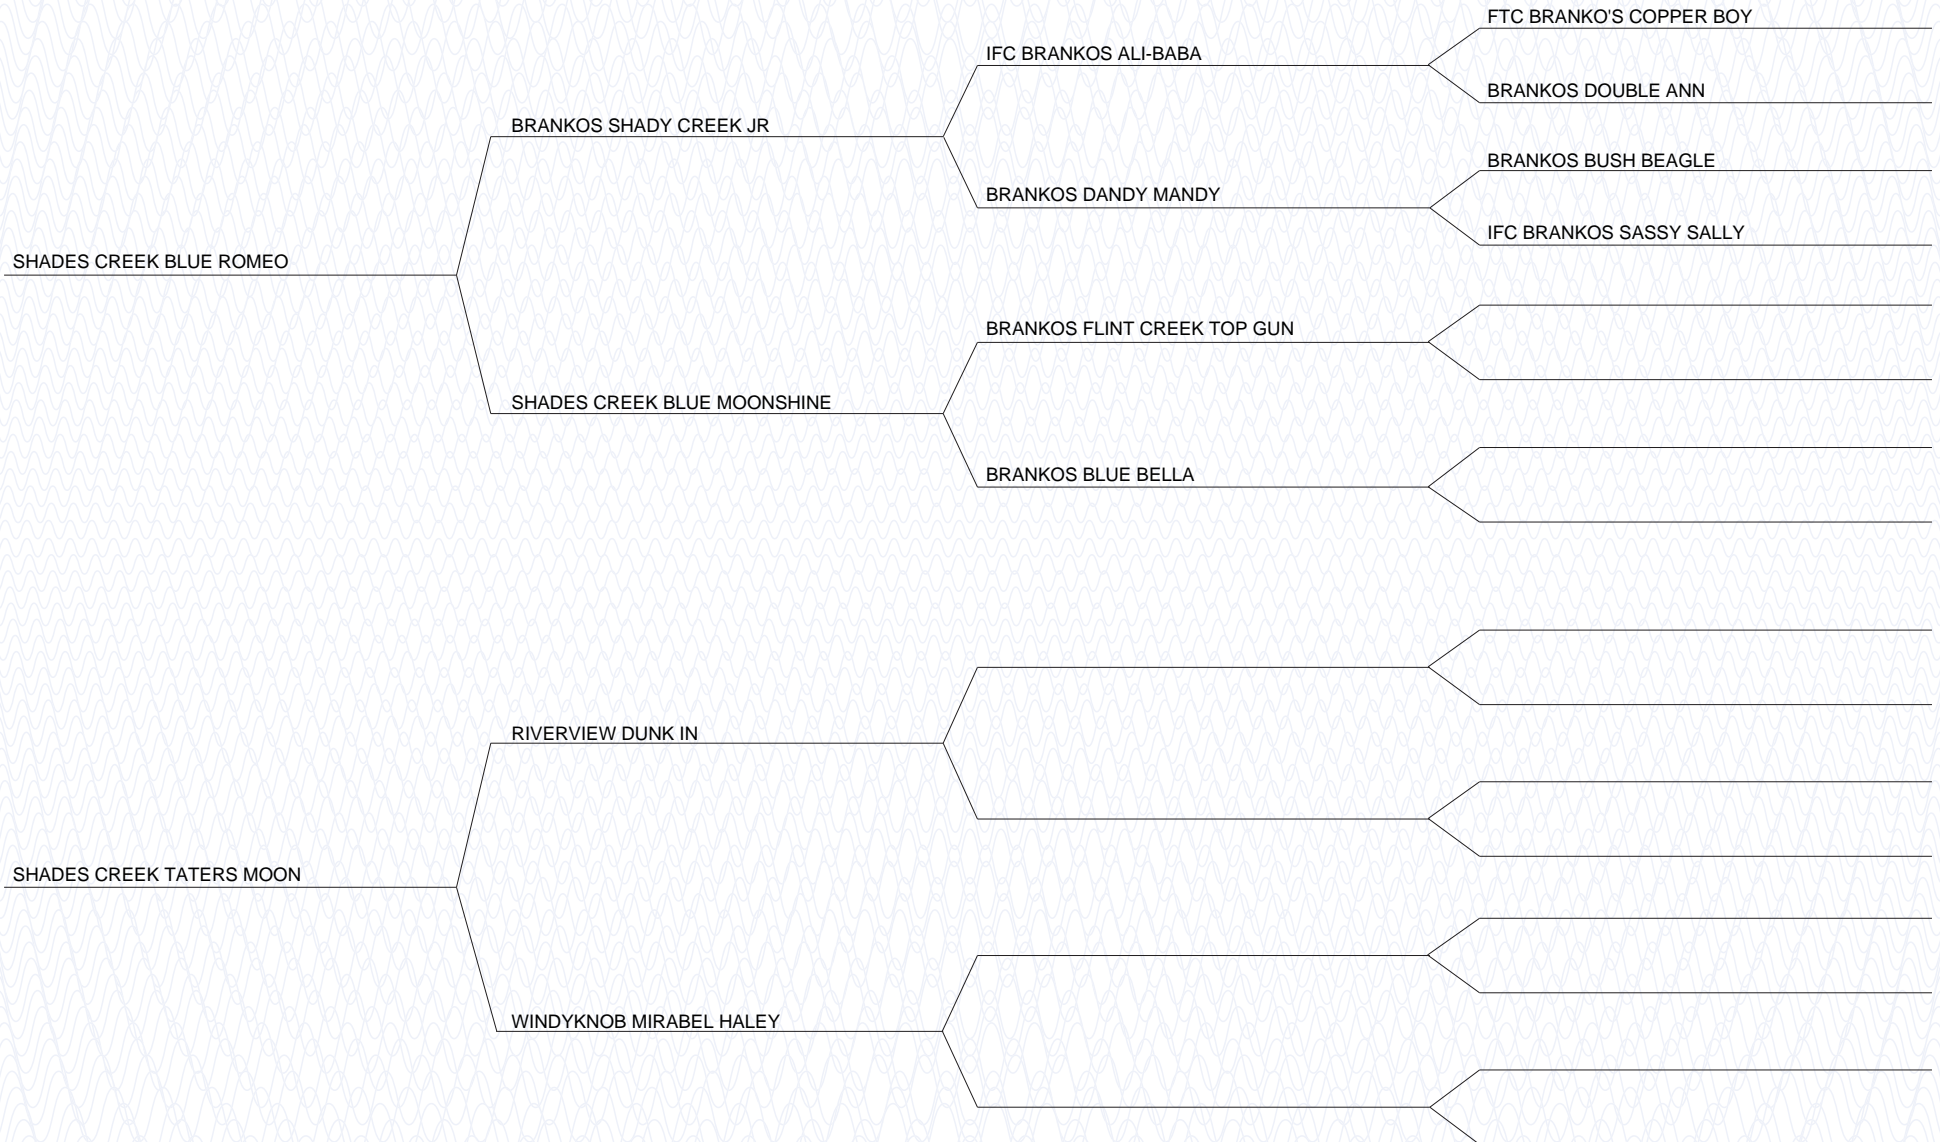 FTC BRANKO'S COPPER BOY
IFC BRANKOS ALI-BABA
BRANKOS DOUBLE ANN
BRANKOS SHADY CREEK JR
BRANKOS BUSH BEAGLE
BRANKOS DANDY MANDY
IFC BRANKOS SASSY SALLY
SHADES CREEK BLUE ROMEO
BRANKOS FLINT CREEK TOP GUN
SHADES CREEK BLUE MOONSHINE
BRANKOS BLUE BELLA
RIVERVIEW DUNK IN
SHADES CREEK TATERS MOON
WINDYKNOB MIRABEL HALEY